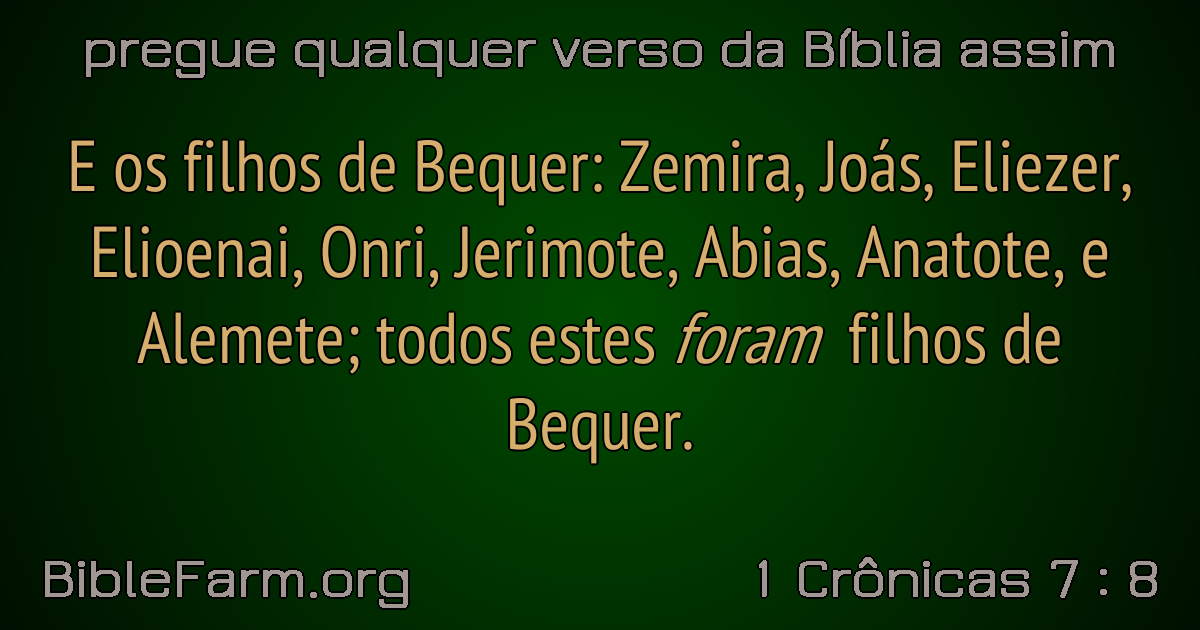 pregue qualquer verso da Bíblia assim
E os filhos de Bequer: Zemira, Joás, Eliezer,
Elioenai, Onri, Jerimote, Abias, Anatote, e
Alemete; todos estes foram filhos de
Bequer.
BibleFarm.org
1 Crônicas 7 : 8